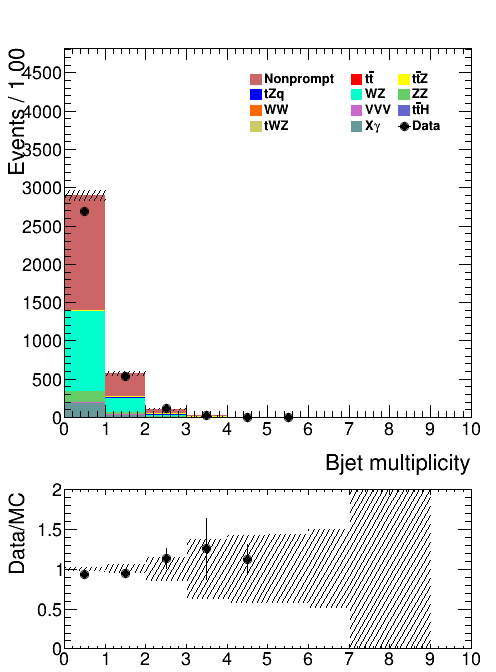 Events / 1.00
4500
4000
3500
3000
2500
2000
1500
1000
500
0
Nonprompt tt̄ tt̄Z
tZq WZ ZZ
WW VVV tt̄H
tWZ Xγ Data
0 1 2 3 4 5 6 7 8 9 10
Bjet multiplicity
Data/MC
2
1.5
1
0.5
0
0 1 2 3 4 5 6 7 8 9 10